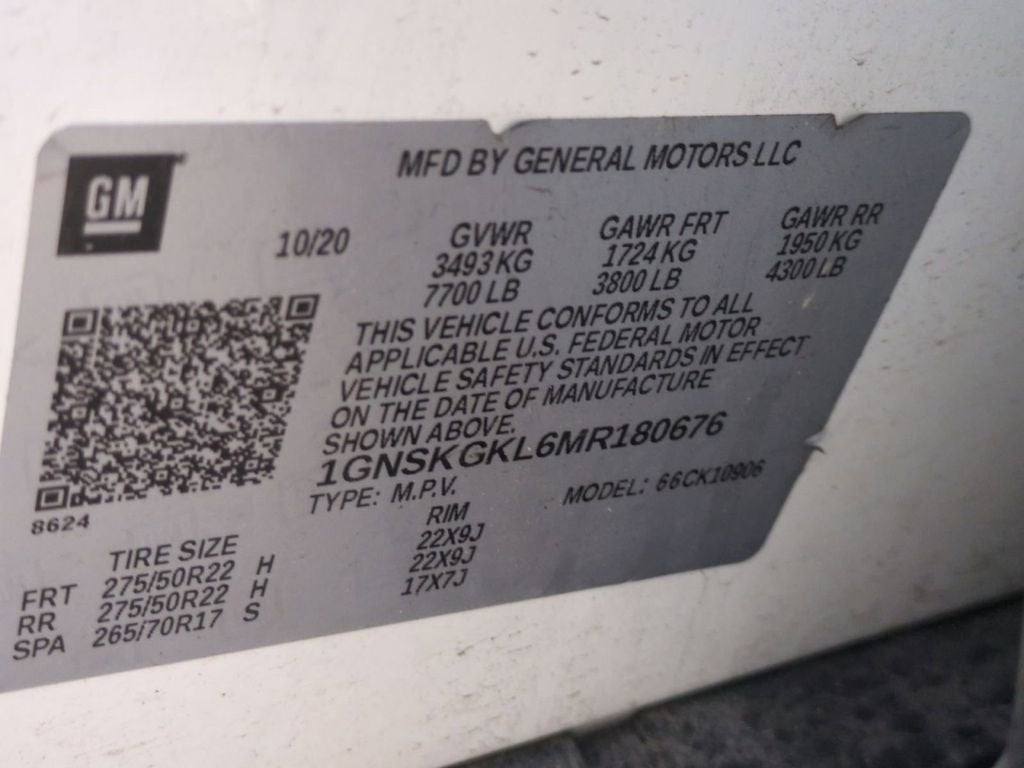 GM
MFD BY GENERAL MOTORS LLC
10/20 GVWR GAWR FRT GAWR RR
3493 KG 1724 KG 1950 KG
7700 LB 3800 LB 4300 LB
THIS VEHICLE CONFORMS TO ALL
APPLICABLE U.S. FEDERAL MOTOR
VEHICLE SAFETY STANDARDS IN EFFECT
ON THE DATE OF MANUFACTURE
SHOWN ABOVE.
1GNSKGKL6MR180676
TYPE: M.P.V. MODEL: 66CK10906
8624
TIRE SIZE RIM
FRT 275/50R22 H 22X9J
RR 275/50R22 H 22X9J
SPA 265/70R17 S 17X7J